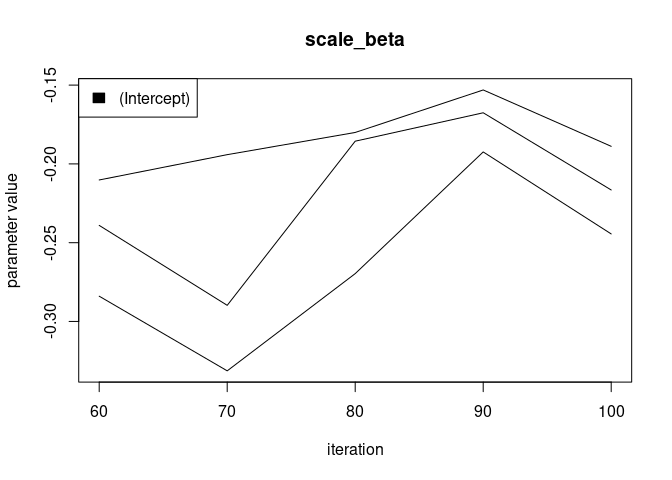 scale_beta
(Intercept)
parameter value
-0.15
-0.20
-0.25
-0.30
60 70 80 90 100
iteration